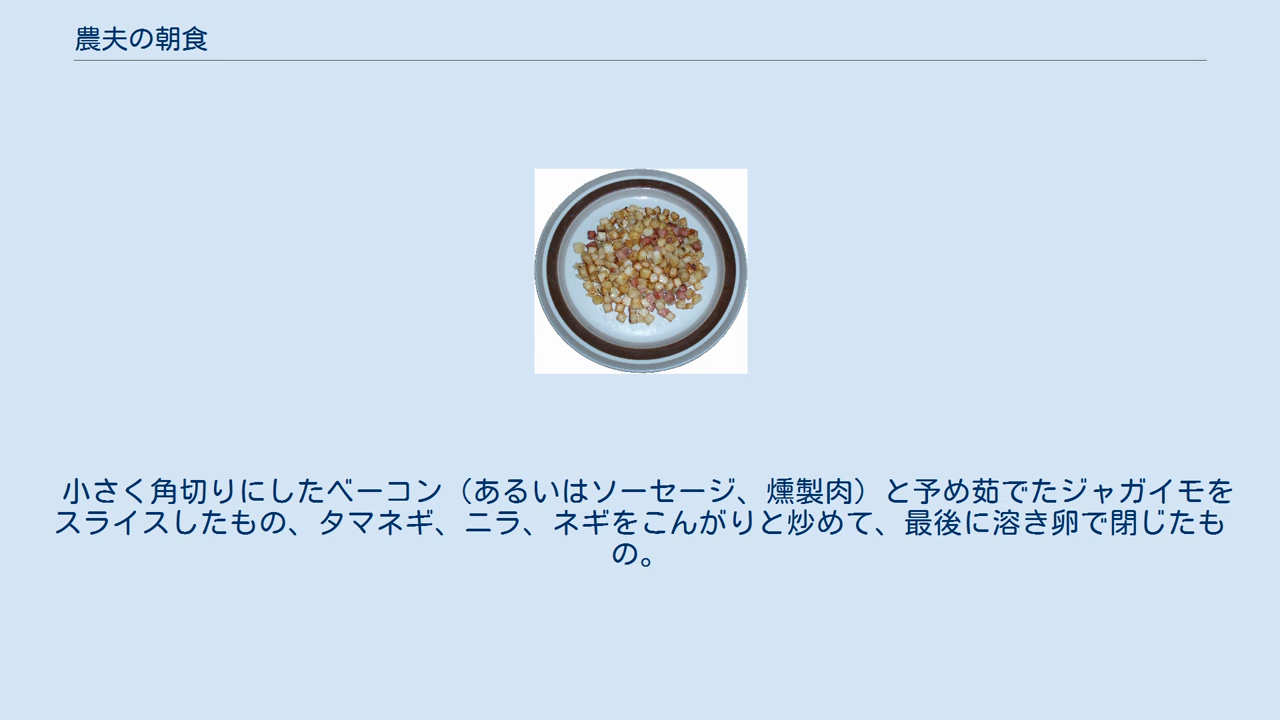 農夫の朝食
小さく角切りにしたベーコン（あるいはソーセージ、燻製肉）と予め茹でたジャガイモを
スライスしたもの、タマネギ、ニラ、ネギをこんがりと炒めて、最後に溶き卵で閉じたも
の。